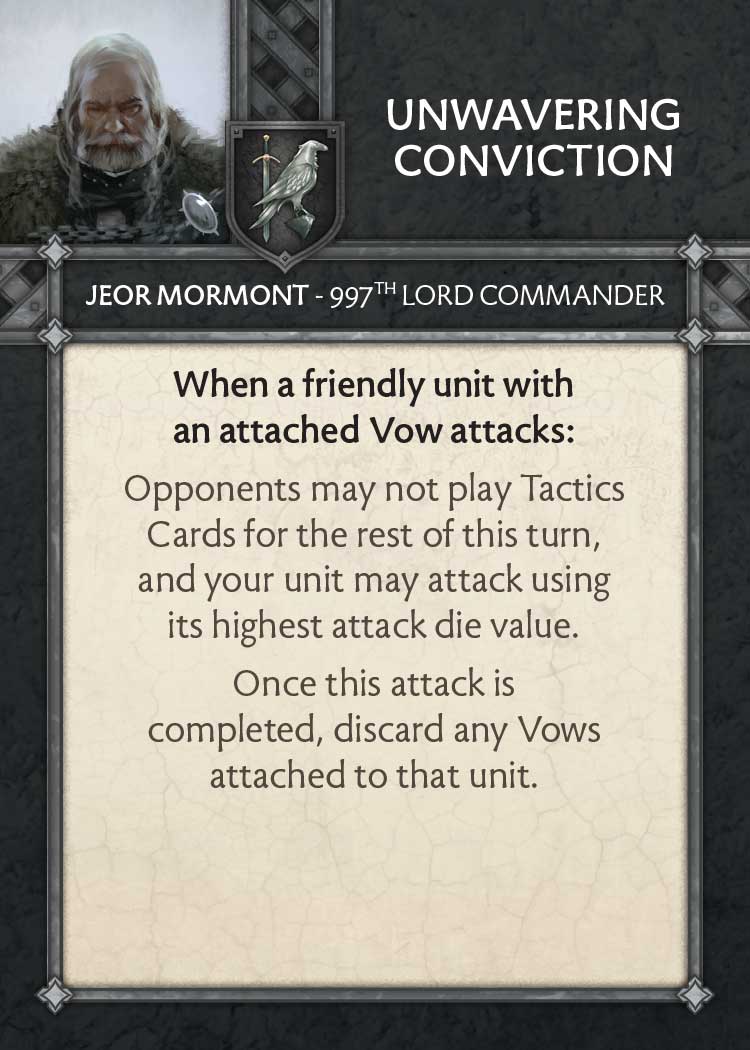 UNWAVERING
CONVICTION
JEOR MORMONT - 997TH LORD COMMANDER
When a friendly unit with
an attached Vow attacks:
Opponents may not play Tactics
Cards for the rest of this turn,
and your unit may attack using
its highest attack die value.
Once this attack is
completed, discard any Vows
attached to that unit.